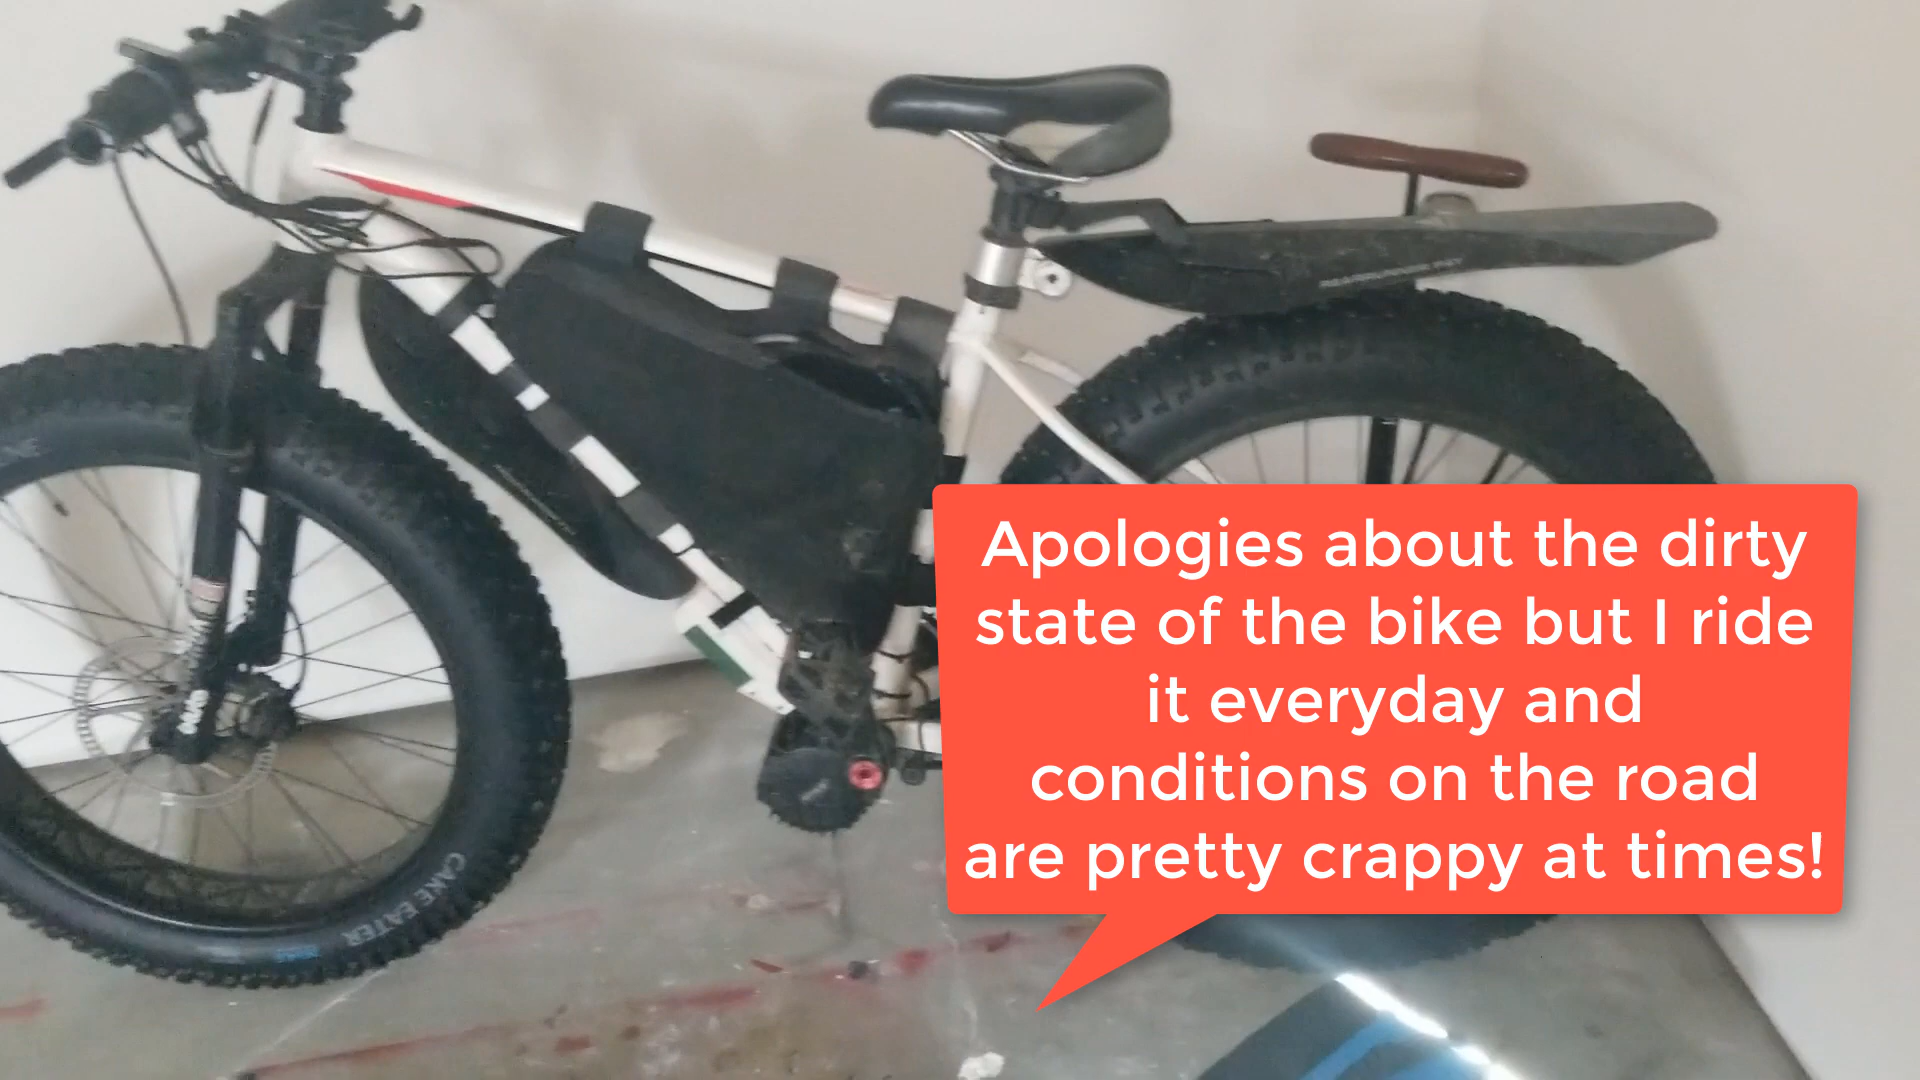 Apologies about the dirty
state of the bike but I ride
it everyday and
conditions on the road
are pretty crappy at times!
CAKE EATER